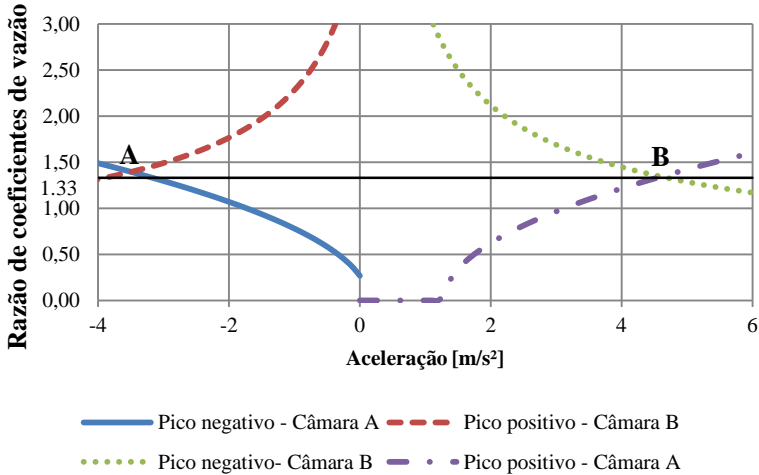 Razão de coeficientes de vazão
3,00
2,50
2,00
1,50
1.33
1,00
0,50
0,00
A
B
-4 -2 0 2 4 6
Aceleração [m/s²]
Pico negativo - Câmara A
Pico positivo - Câmara B
Pico negativo- Câmara B
Pico positivo - Câmara A